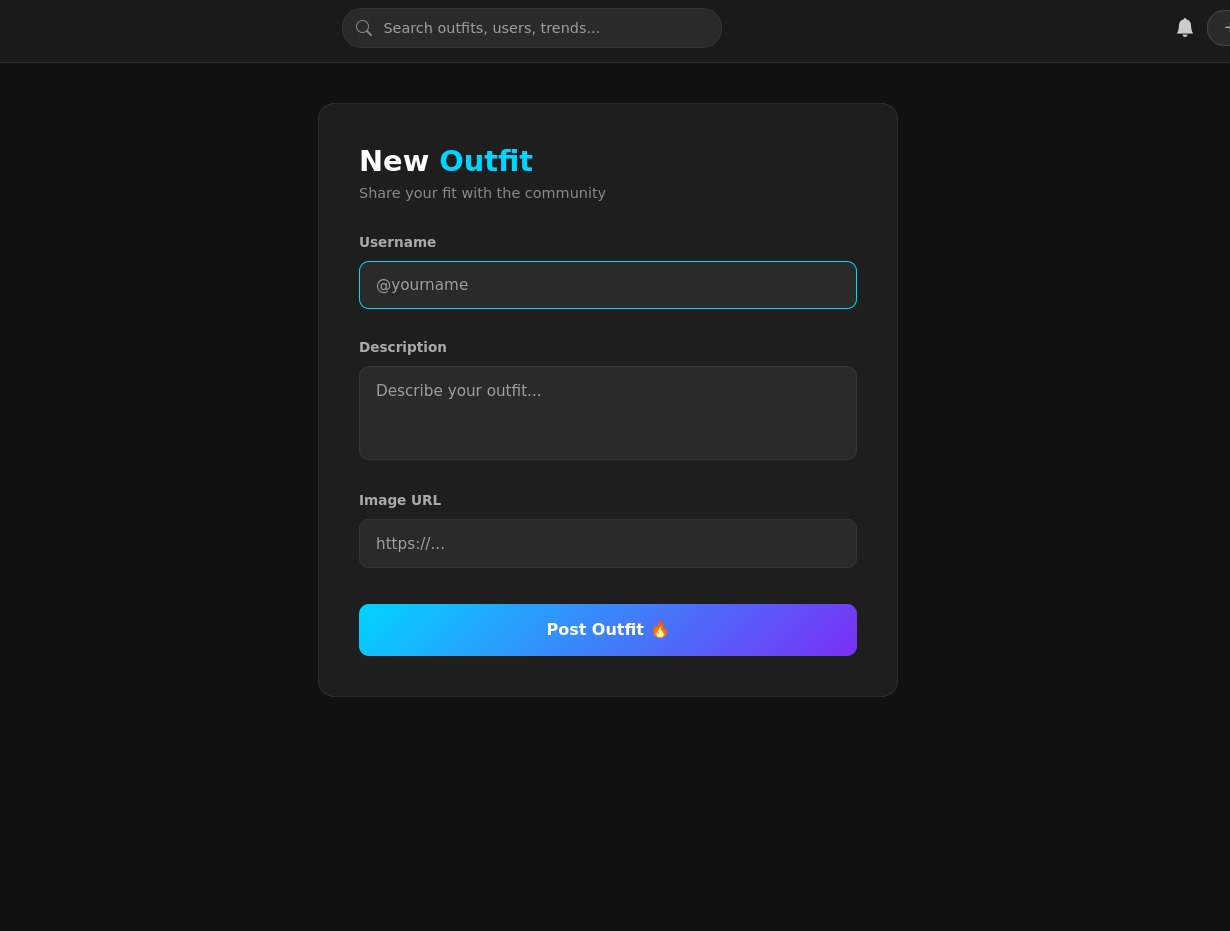 Search outfits, users, trends...
New Outfit
Share your fit with the community
Username
@yourname
Description
Describe your outfit...
Image URL
https://...
Post Outfit 🔥